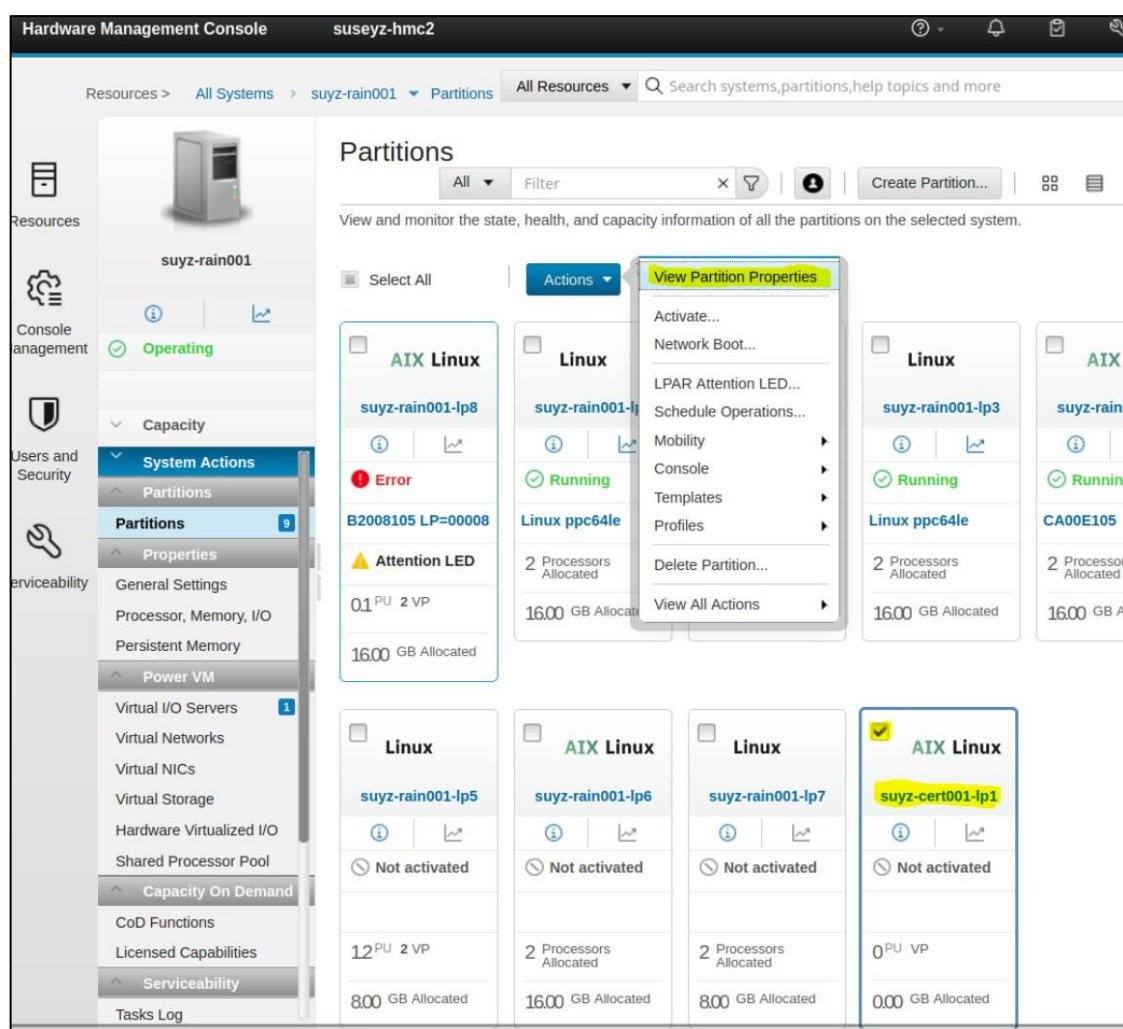 Hardware Management Console suseyz-hmc2
Resources > All Systems > suyz-rain001 Partitions All Resources Search systems,partitions,help topics and more
Partitions
All Filter Create Partition...
View and monitor the state, health, and capacity information of all the partitions on the selected system.
Resources
Console
Management
Users and
Security
Serviceability
suyz-rain001
Operating
Capacity
System Actions
Partitions
Partitions 9
Properties
General Settings
Processor, Memory, I/O
Persistent Memory
Power VM
Virtual I/O Servers 1
Virtual Networks
Virtual NICs
Virtual Storage
Hardware Virtualized I/O
Shared Processor Pool
Capacity On Demand
CoD Functions
Licensed Capabilities
Serviceability
Tasks Log
Select All Actions
View Partition Properties
Activate...
Network Boot...
LPAR Attention LED...
Schedule Operations...
Mobility
Console
Templates
Profiles
Delete Partition...
View All Actions
AIX Linux
suyz-rain001-lp8
Error
B2008105 LP=00008
Attention LED
0.1 PU 2 VP
16.00 GB Allocated
Linux
suyz-rain001-lp
Running
Linux ppc64le
2 Processors
Allocated
16.00 GB Allocate
Linux
suyz-rain001-lp3
Running
Linux ppc64le
2 Processors
Allocated
16.00 GB Allocated
AIX
suyz-rain
Runnin
CA00E105
2 Processor
Allocated
16.00 GB A
Linux
suyz-rain001-lp5
Not activated
1.2 PU 2 VP
8.00 GB Allocated
AIX Linux
suyz-rain001-lp6
Not activated
2 Processors
Allocated
16.00 GB Allocated
Linux
suyz-rain001-lp7
Not activated
2 Processors
Allocated
8.00 GB Allocated
AIX Linux
suyz-cert001-lp1
Not activated
0 PU VP
0.00 GB Allocated